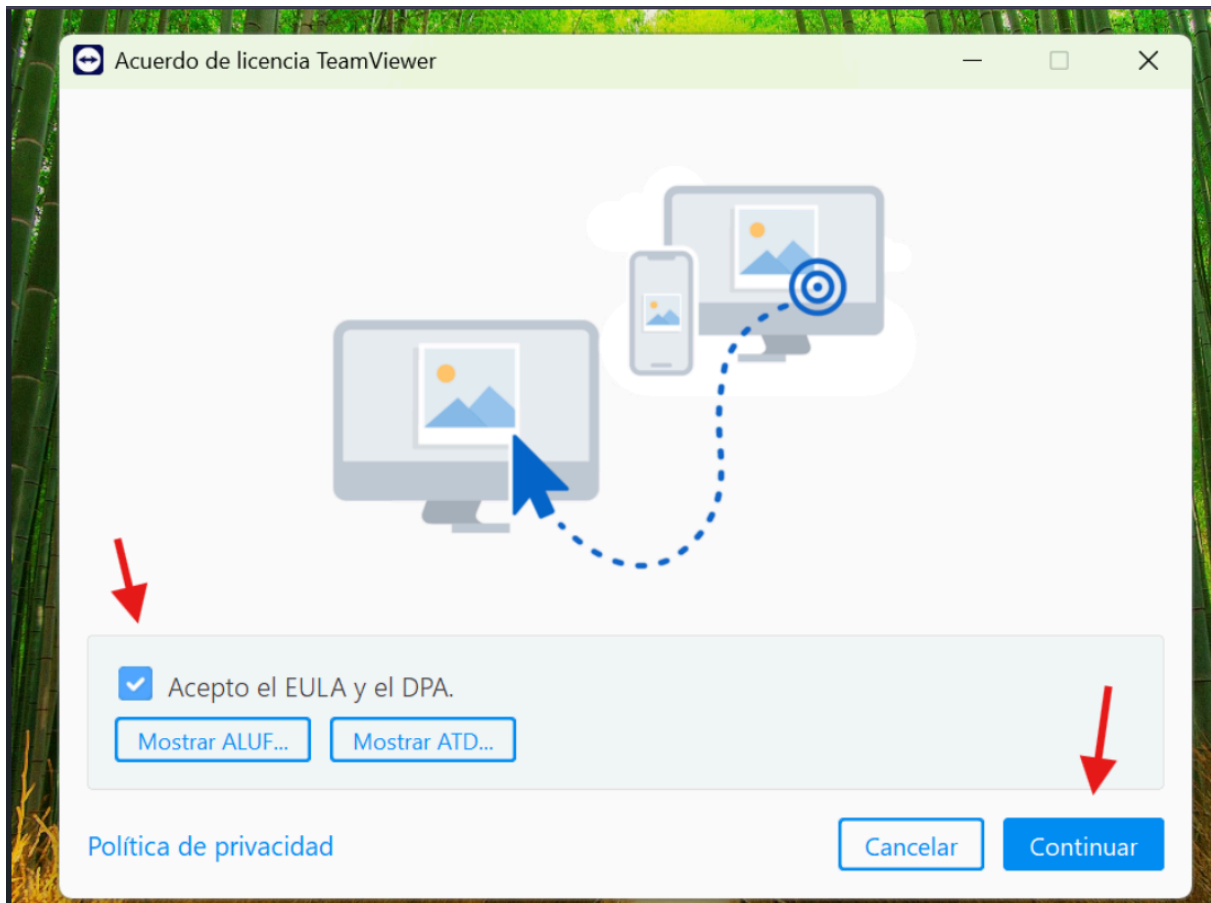 Acuerdo de licencia TeamViewer
Acepto el EULA y el DPA.
Mostrar ALUF... Mostrar ATD...
Política de privacidad Cancelar Continuar